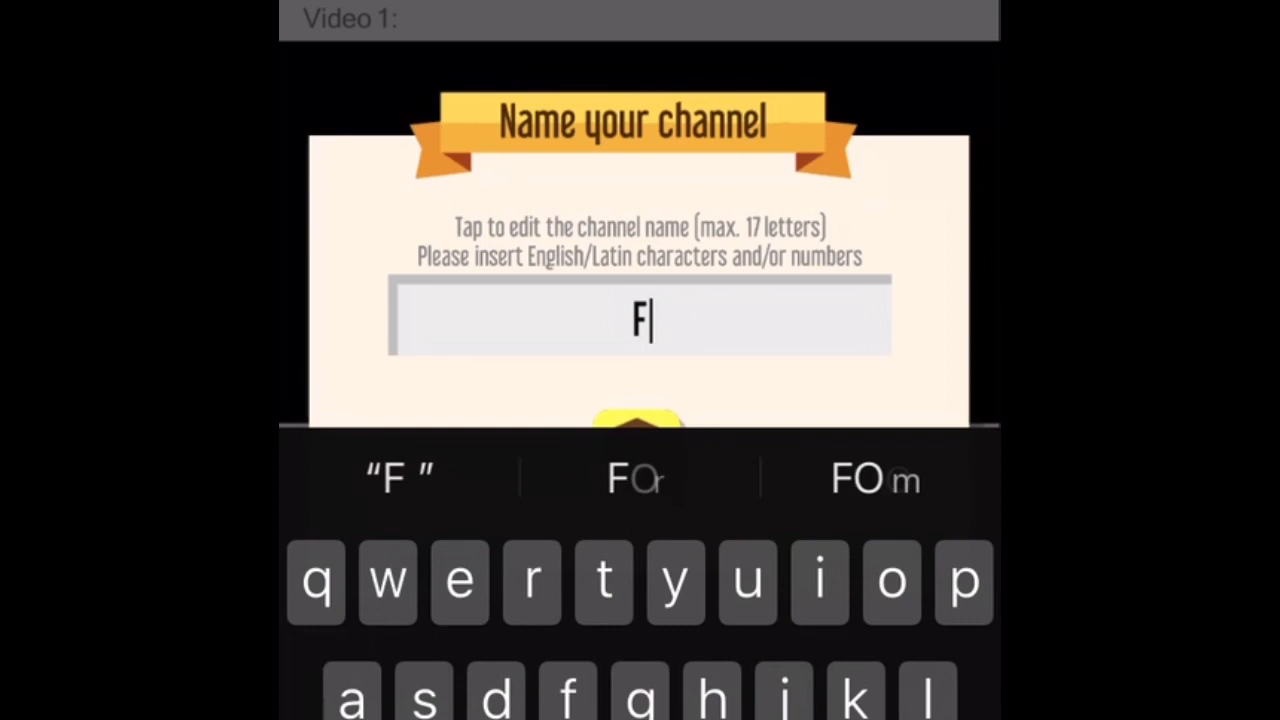 Video 1:
Name your channel
Tap to edit the channel name (max. 17 letters)
Please insert English/Latin characters and/or numbers
F
“F ”
q w e r t y u i o p
a s d f g h j k l